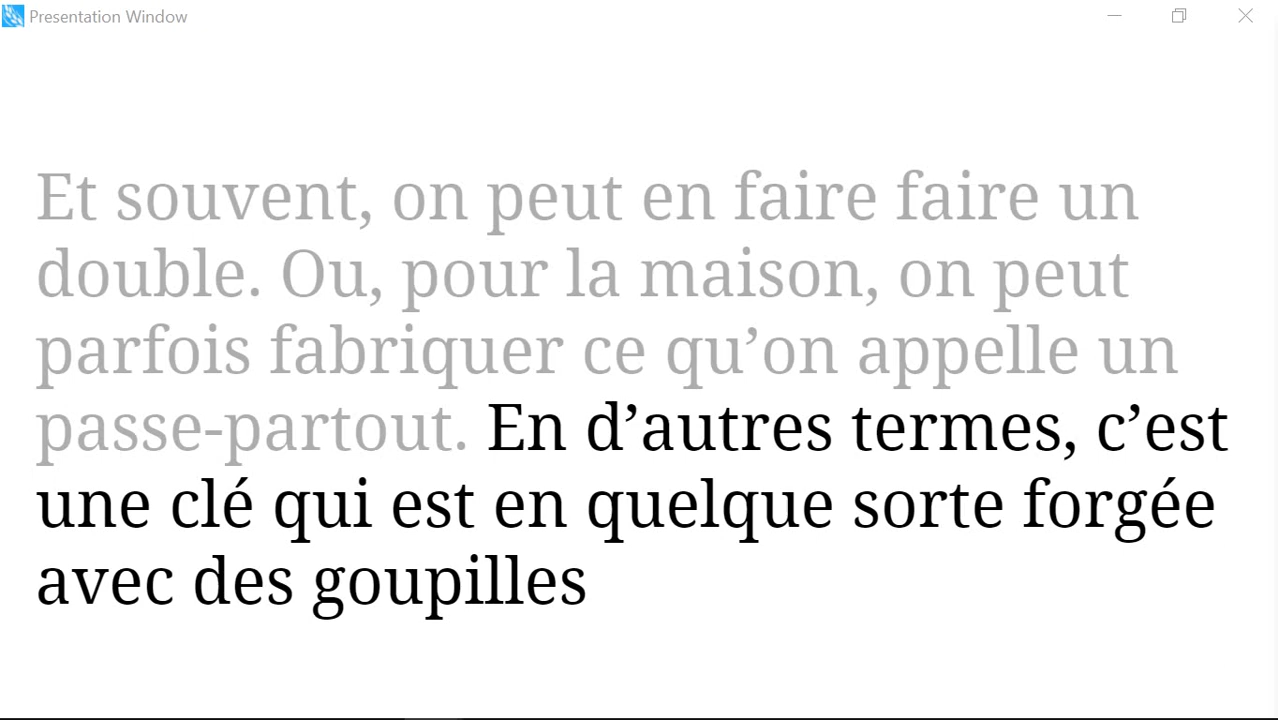 Presentation Window
Et souvent, on peut en faire faire un
double. Ou, pour la maison, on peut
parfois fabriquer ce qu’on appelle un
passe-partout. En d’autres termes, c’est
une clé qui est en quelque sorte forgée
avec des goupilles